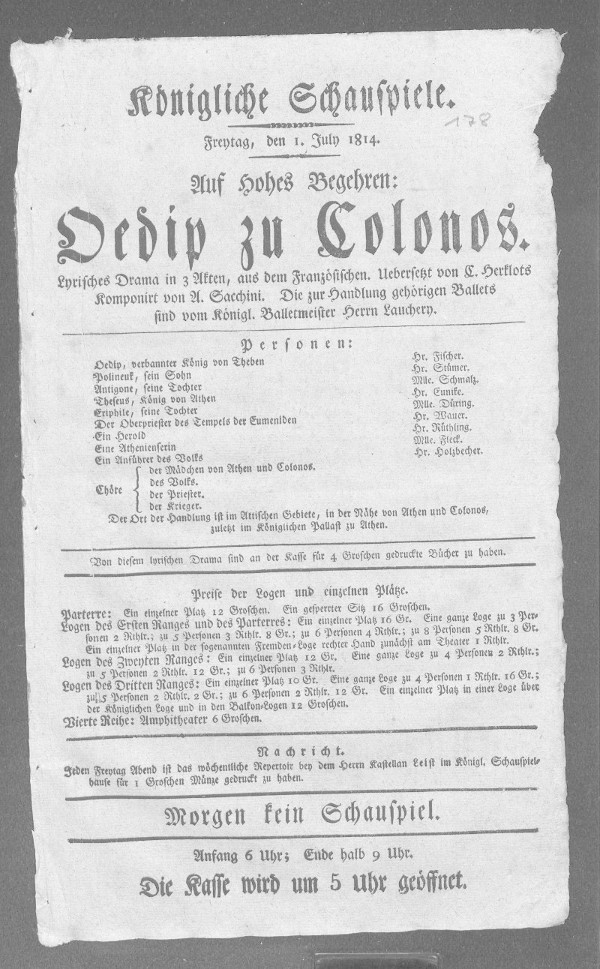 178
Königliche Schauspiele.
Freytag, den 1. July 1814.
Auf Hohes Begehren:
Oedip zu Colonos.
Lyrisches Drama in 3 Akten, aus dem Französischen. Uebersetzt von C. Herklots
Komponirt von A. Sacchini. Die zur Handlung gehörigen Ballets
sind vom Königl. Balletmeister Herrn Lauchery.
Personen:
Oedip, verbannter König von Theben Hr. Fischer.
Polineuk, sein Sohn Hr. Stümer.
Antigone, seine Tochter Mlle. Schmalz.
Theseus, König von Athen Hr. Eunike.
Eriphile, seine Tochter Mlle. Düring.
Der Oberpriester des Tempels der Eumeniden Hr. Wauer.
Ein Herold Hr. Rüthling.
Eine Athenienserin Mlle. Fleck.
Ein Anführer des Volks Hr. Holzbecher.
Chöre
der Mädchen von Athen und Colonos.
des Volks.
der Priester.
der Krieger.
Der Ort der Handlung ist im Attischen Gebiete, in der Nähe von Athen und Colonos,
zuletzt im Königlichen Pallast zu Athen.
Von diesem lyrischen Drama sind an der Kasse für 4 Groschen gedruckte Bücher zu haben.
Preise der Logen und einzelnen Plätze.
Parterre: Ein einzelner Platz 12 Groschen. Ein gesperrter Sitz 16 Groschen.
Logen des Ersten Ranges und des Parterres: Ein einzelner Platz 16 Gr. Eine ganze Loge zu 3 Per-
sonen 2 Rthlr.; zu 5 Personen 3 Rthlr. 8 Gr.; zu 6 Personen 4 Rthlr.; zu 8 Personen 5 Rthlr. 8 Gr.
Ein einzelner Platz in der sogenannten Fremden-Loge rechter Hand zunächst am Theater 1 Rthlr.
Logen des Zweyten Ranges: Ein einzelner Platz 12 Gr. Eine ganze Loge zu 4 Personen 2 Rthlr.;
zu 5 Personen 2 Rthlr. 12 Gr.; zu 6 Personen 3 Rthlr.
Logen des Dritten Ranges: Ein einzelner Platz 10 Gr. Eine ganze Loge zu 4 Personen 1 Rthlr. 16 Gr.;
zu 5 Personen 2 Rthlr. 2 Gr.; zu 6 Personen 2 Rthlr. 12 Gr. Ein einzelner Platz in einer Loge über
der Königlichen Loge und in den Balkon-Logen 12 Groschen.
Vierte Reihe: Amphitheater 6 Groschen.
Nachricht.
Jeden Freytag Abend ist das wöchentliche Repertoir bey dem Herrn Kastellan Leist im Königl. Schauspiel-
hause für 1 Groschen Münze gedruckt zu haben.
Morgen kein Schauspiel.
Anfang 6 Uhr; Ende halb 9 Uhr.
Die Kasse wird um 5 Uhr geöffnet.